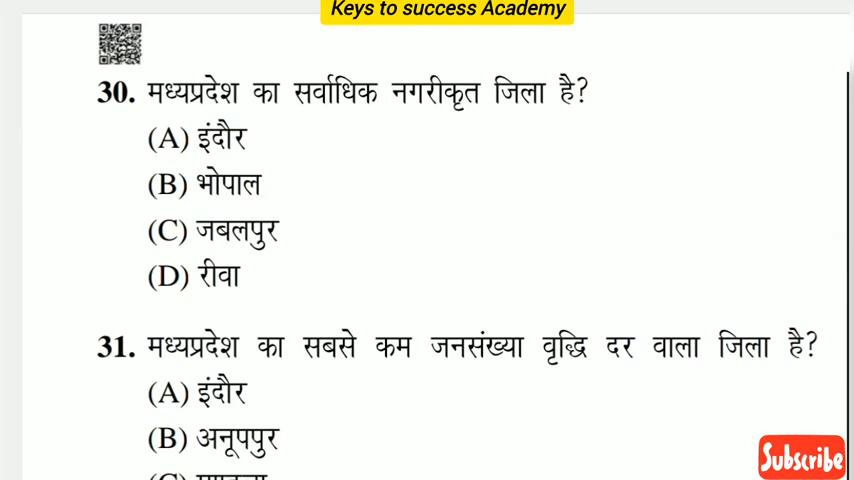 Keys to success Academy
30. मध्यप्रदेश का सर्वाधिक नगरीकृत जिला है?
(A) इंदौर
(B) भोपाल
(C) जबलपुर
(D) रीवा
31. मध्यप्रदेश का सबसे कम जनसंख्या वृद्धि दर वाला जिला है?
(A) इंदौर
(B) अनूपपुर
Subscribe